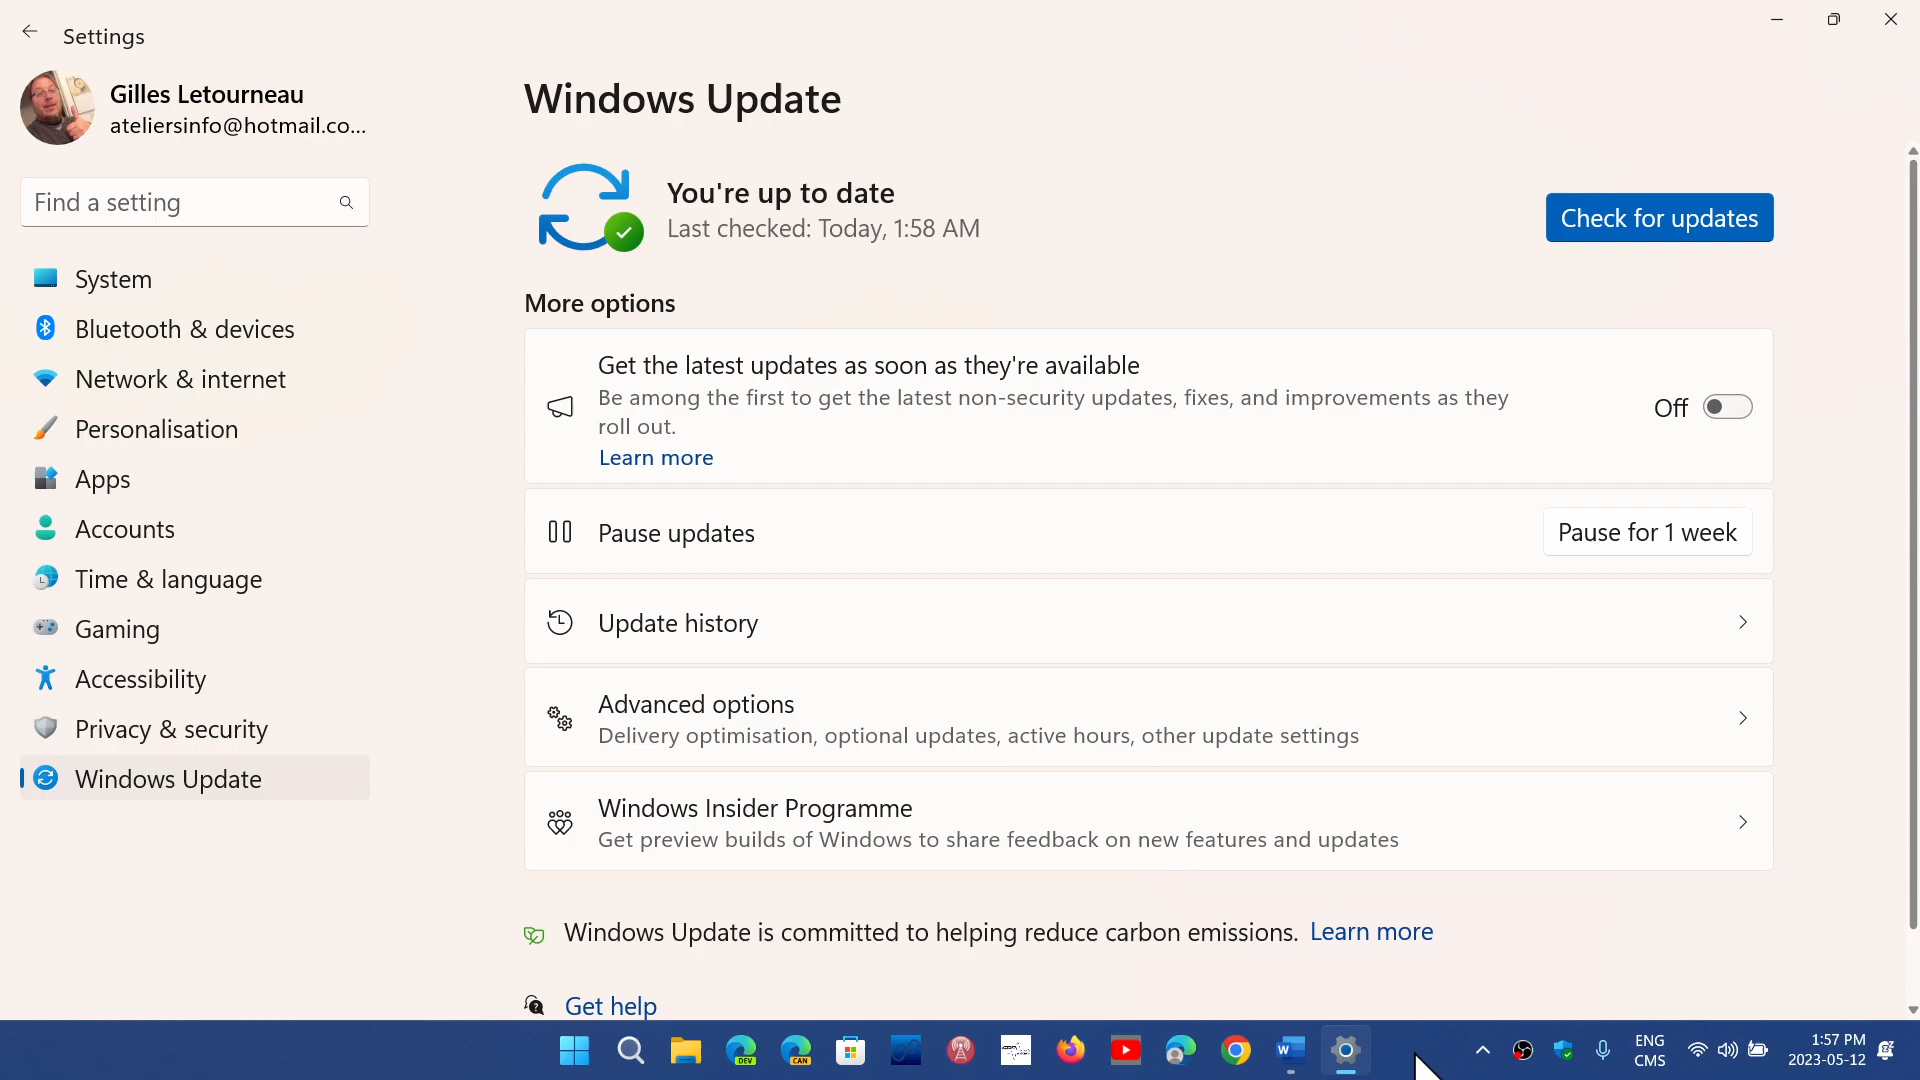 Settings
Gilles Letourneau
ateliersinfo@hotmail.co...
Find a setting
System
Bluetooth & devices
Network & internet
Personalisation
Apps
Accounts
Time & language
Gaming
Accessibility
Privacy & security
Windows Update
Windows Update
You're up to date
Last checked: Today, 1:58 AM
Check for updates
More options
Get the latest updates as soon as they're available
Be among the first to get the latest non-security updates, fixes, and improvements as they
roll out.
Learn more
Off
Pause updates
Pause for 1 week
Update history
Advanced options
Delivery optimisation, optional updates, active hours, other update settings
Windows Insider Programme
Get preview builds of Windows to share feedback on new features and updates
Windows Update is committed to helping reduce carbon emissions. Learn more
Get help
DEV
CAN
W
ENG
CMS
1:57 PM
2023-05-12